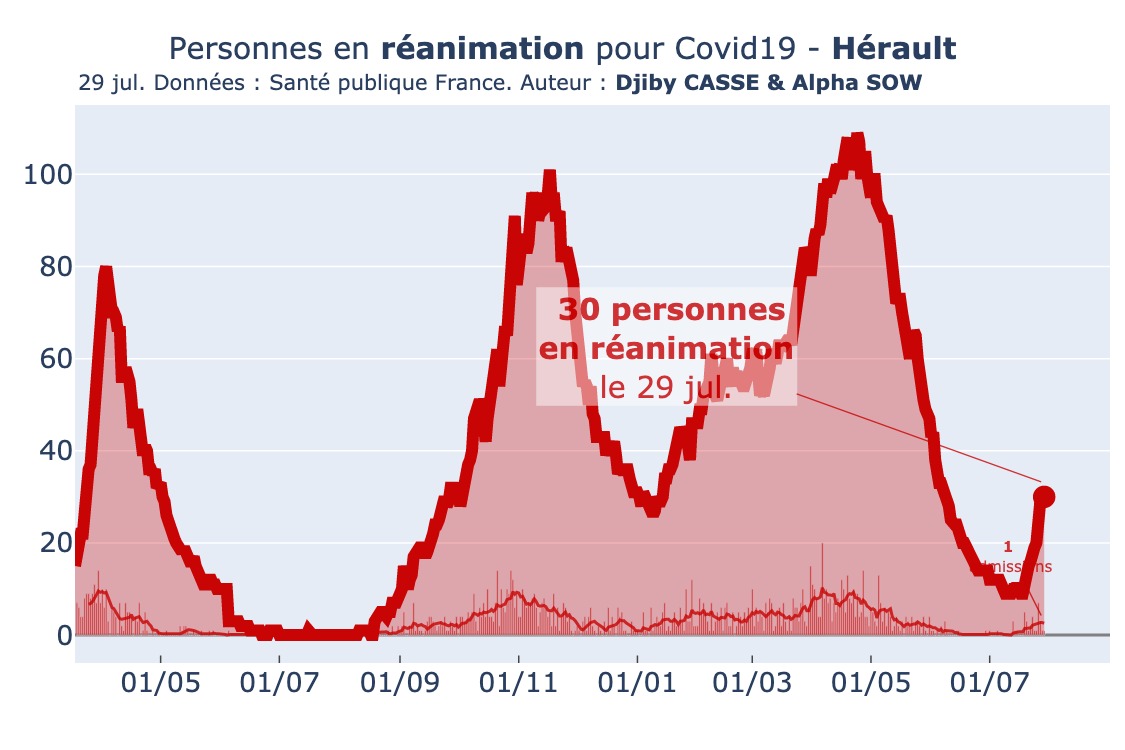 Personnes en réanimation pour Covid19 - Hérault
29 jul. Données : Santé publique France. Auteur : Djiby CASSE & Alpha SOW
100
80
60
40
20
0
30 personnes
en réanimation
le 29 jul.
1
admissions
01/05 01/07 01/09 01/11 01/01 01/03 01/05 01/07